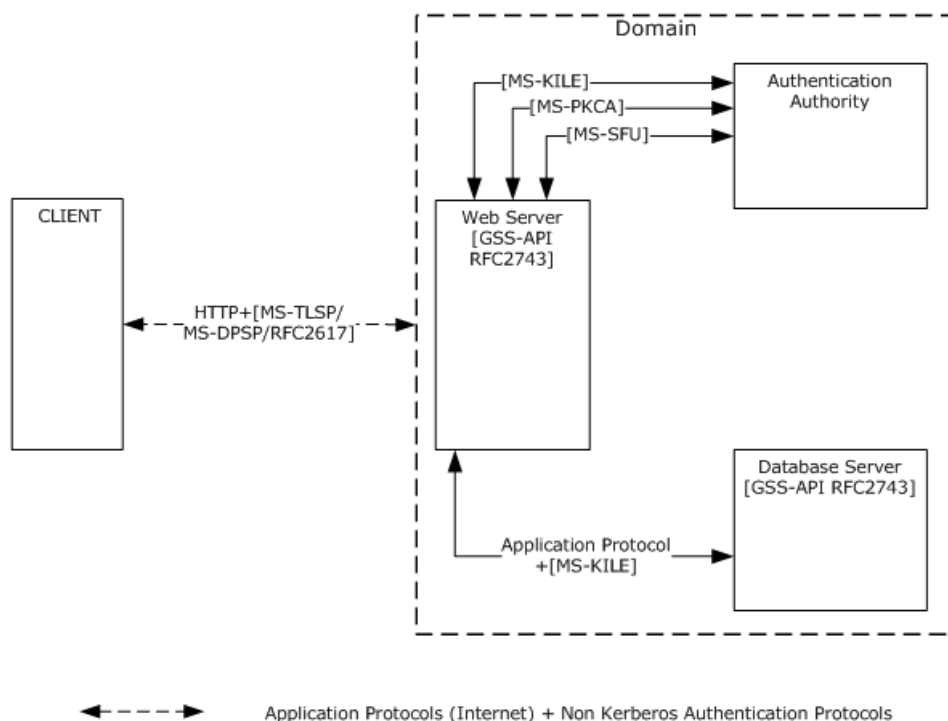 Domain
[MS-KILE]
[MS-PKCA]
[MS-SFU]
Authentication
Authority
CLIENT
Web Server
[GSS-API
RFC2743]
HTTP+[MS-TLSP/
MS-DPSP/RFC2617]
Database Server
[GSS-API RFC2743]
Application Protocol
+[MS-KILE]
Application Protocols (Internet) + Non Kerberos Authentication Protocols